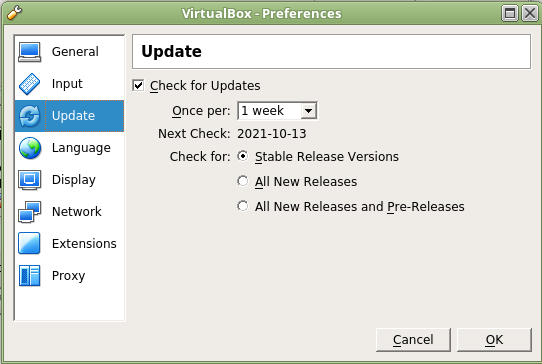 VirtualBox - Preferences
General
Input
Update
Language
Display
Network
Extensions
Proxy
Update
Check for Updates
Once per: 1 week
Next Check: 2021-10-13
Check for: Stable Release Versions
All New Releases
All New Releases and Pre-Releases
Cancel
OK